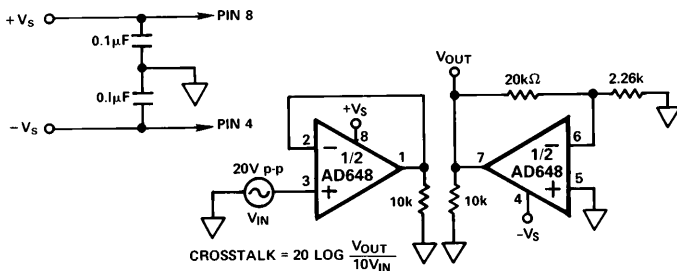 +VS
PIN 8
0.1µF
0.1µF
−VS
PIN 4
VOUT
20kΩ
2.26k
+VS
2
−
8
1/2
AD648
1
20V p-p
3
+
VIN
10k
6
−
7
1/2
AD648
5
+
4
10k
−VS
CROSSTALK = 20 LOG VOUT
10VIN